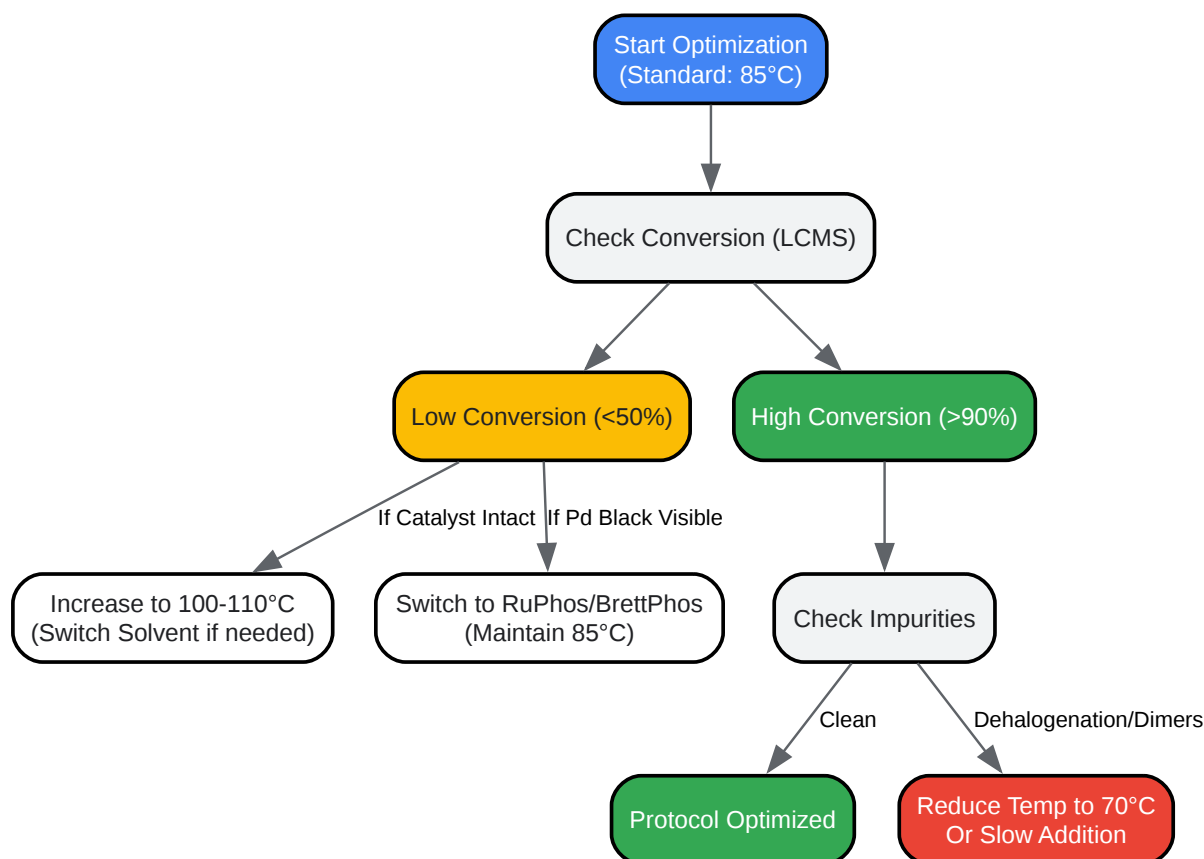 Start Optimization
(Standard: 85°C)
Check Conversion (LCMS)
Low Conversion (<50%)
High Conversion (>90%)
If Catalyst Intact
If Pd Black Visible
Increase to 100-110°C
(Switch Solvent if needed)
Switch to RuPhos/BrettPhos
(Maintain 85°C)
Check Impurities
Clean
Dehalogenation/Dimers
Protocol Optimized
Reduce Temp to 70°C
Or Slow Addition